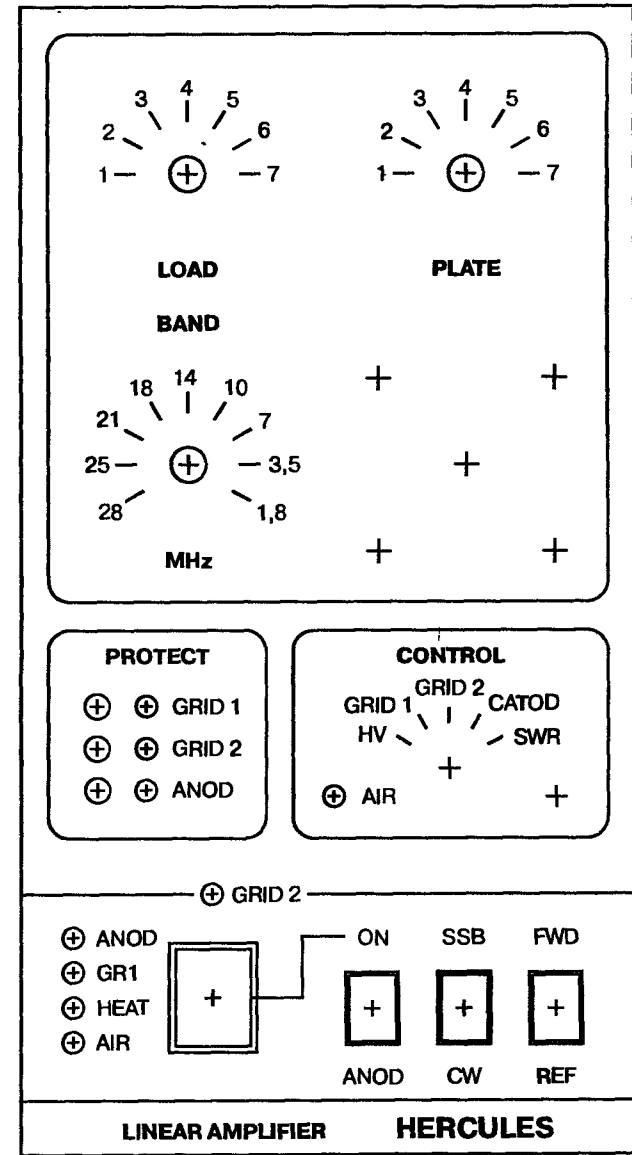 4
3 5
2 6
1 7
LOAD
4
3 5
2 6
1 7
PLATE
BAND
14
18 10
21 7
25 3,5
28 1,8
MHz
PROTECT
GRID 1
GRID 2
ANOD
CONTROL
GRID 2
GRID 1 CATOD
HV SWR
AIR
GRID 2
ANOD
GR1
HEAT
AIR
ON SSB FWD
ANOD CW REF
LINEAR AMPLIFIER HERCULES